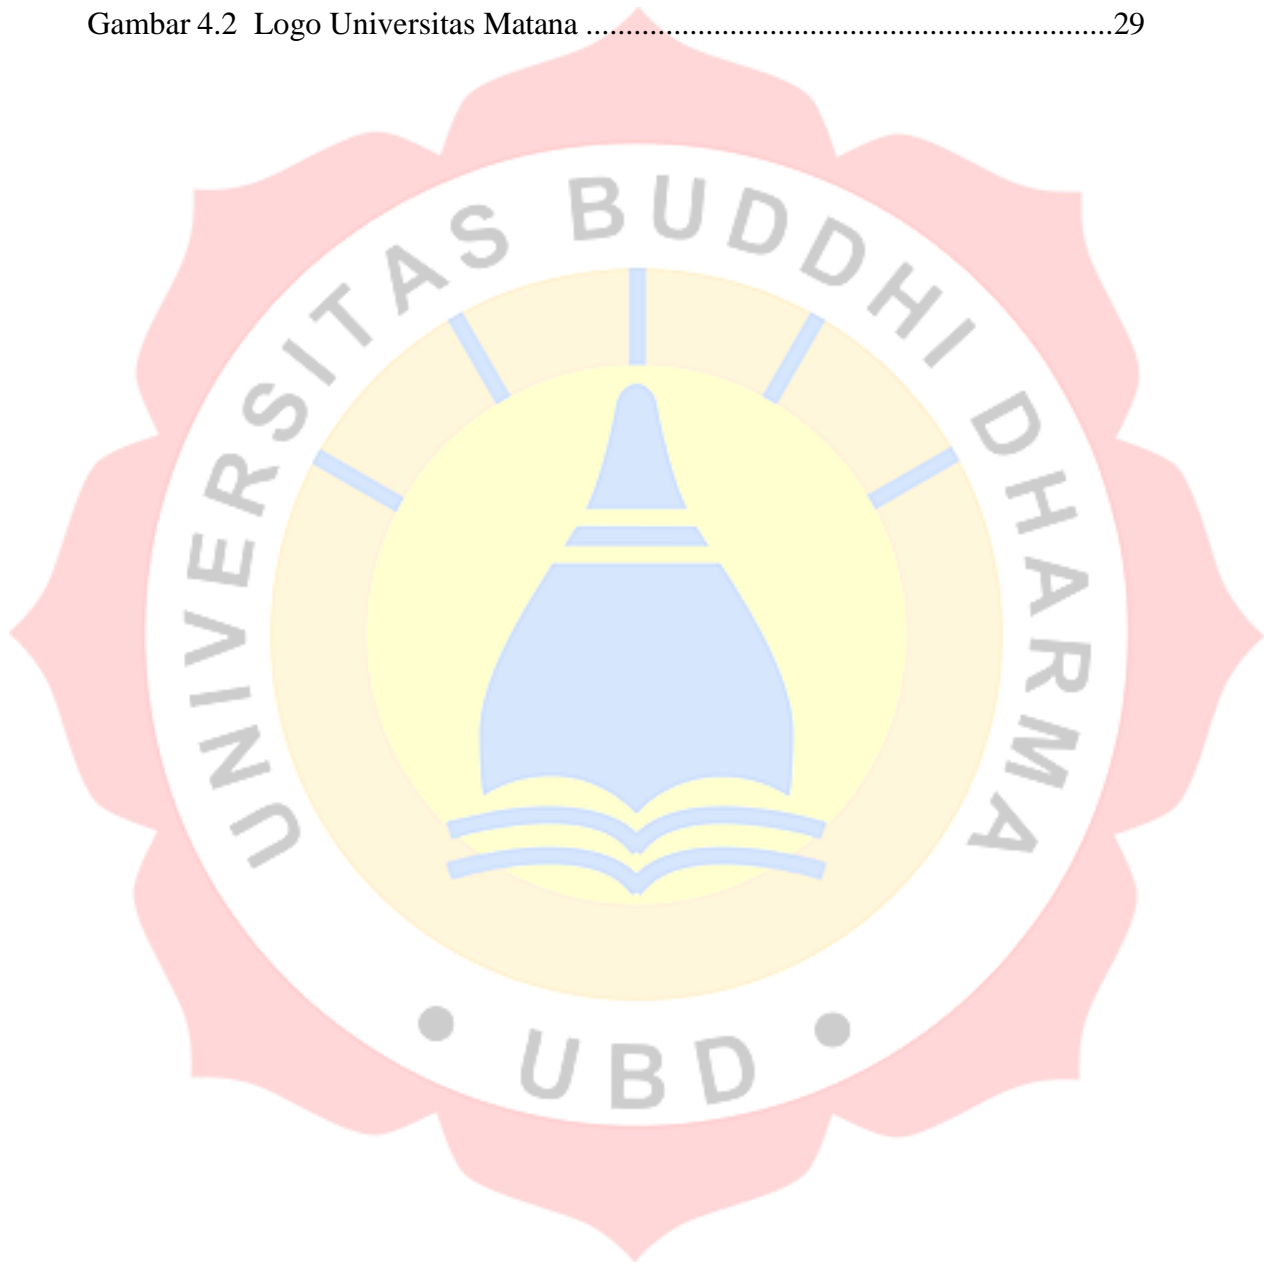 Gambar 4.2 Logo Universitas Matana ..................................................................29
UNIVERSITAS BUDDHI DHARMA
• UBD •